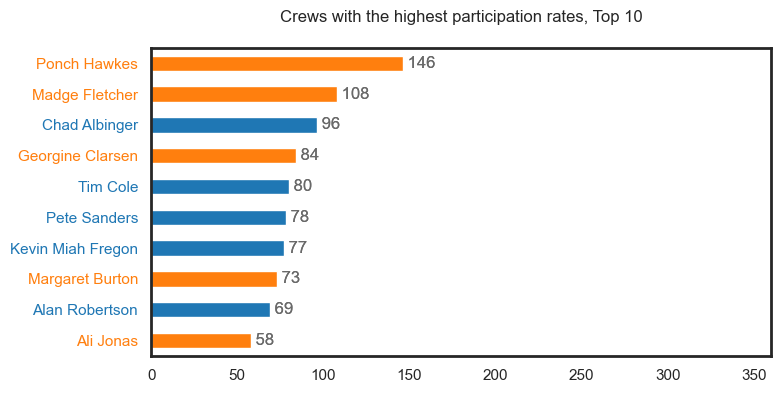 Crews with the highest participation rates, Top 10
Ponch Hawkes 146
Madge Fletcher 108
Chad Albinger 96
Georgine Clarsen 84
Tim Cole 80
Pete Sanders 78
Kevin Miah Fregon 77
Margaret Burton 73
Alan Robertson 69
Ali Jonas 58
0 50 100 150 200 250 300 350